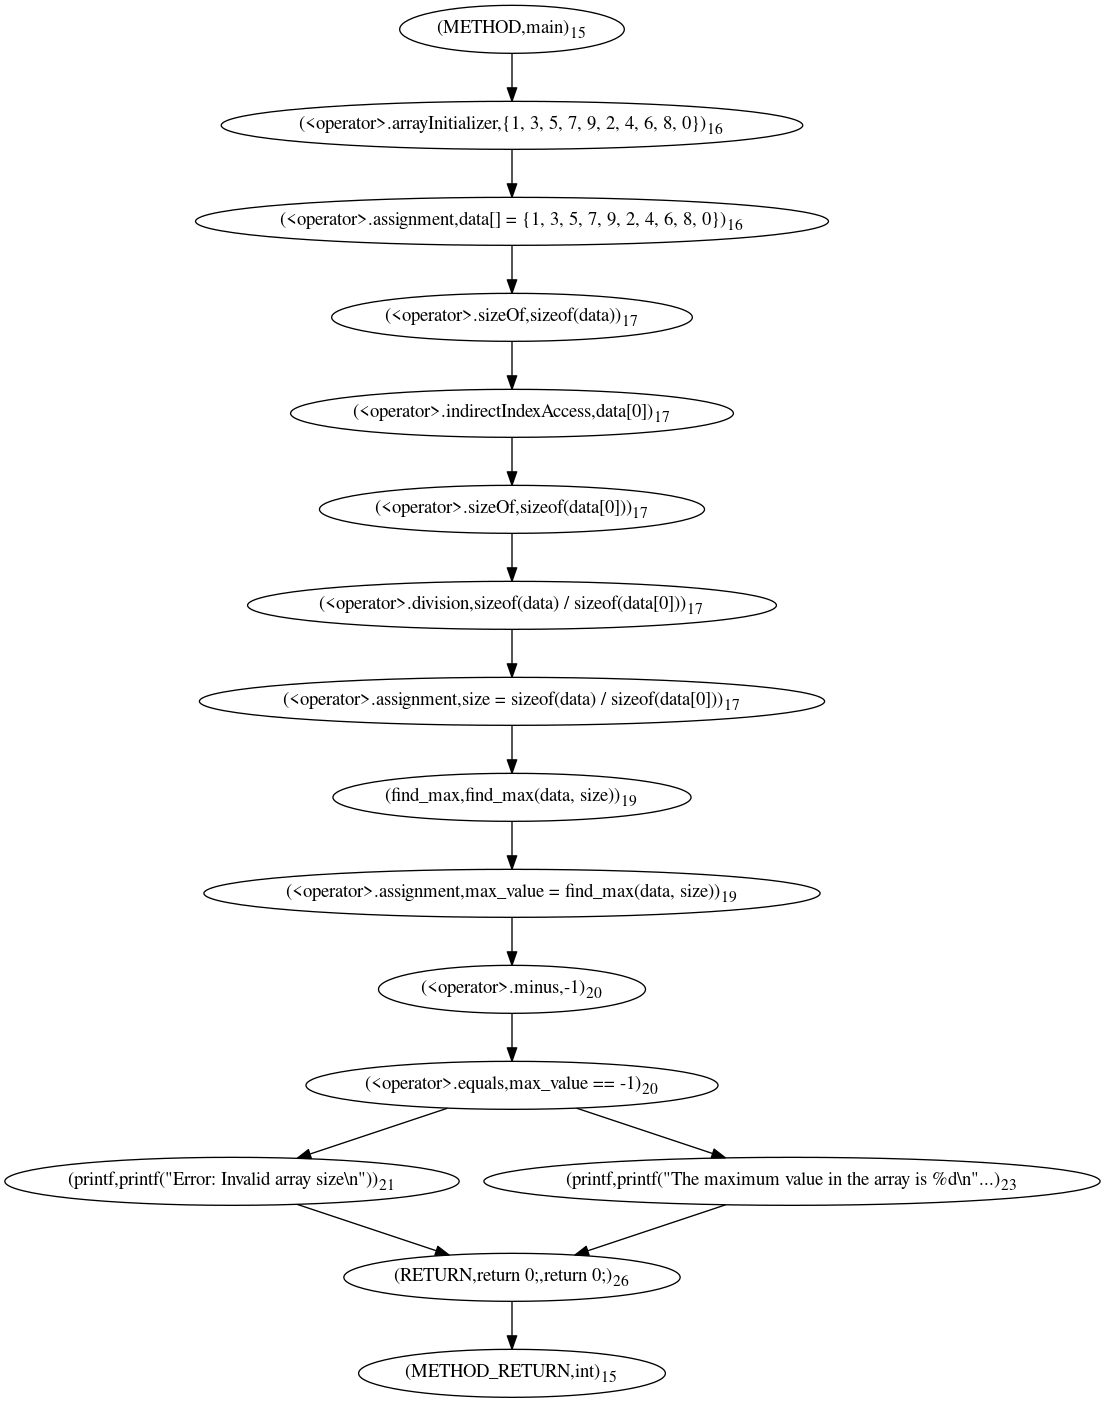 (METHOD,main)15
(<operator>.arrayInitializer,{1, 3, 5, 7, 9, 2, 4, 6, 8, 0})16
(<operator>.assignment,data[] = {1, 3, 5, 7, 9, 2, 4, 6, 8, 0})16
(<operator>.sizeOf,sizeof(data))17
(<operator>.indirectIndexAccess,data[0])17
(<operator>.sizeOf,sizeof(data[0]))17
(<operator>.division,sizeof(data) / sizeof(data[0]))17
(<operator>.assignment,size = sizeof(data) / sizeof(data[0]))17
(find_max,find_max(data, size))19
(<operator>.assignment,max_value = find_max(data, size))19
(<operator>.minus,-1)20
(<operator>.equals,max_value == -1)20
(printf,printf("Error: Invalid array size\n"))21
(printf,printf("The maximum value in the array is %d\n"...)23
(RETURN,return 0;,return 0;)26
(METHOD_RETURN,int)15